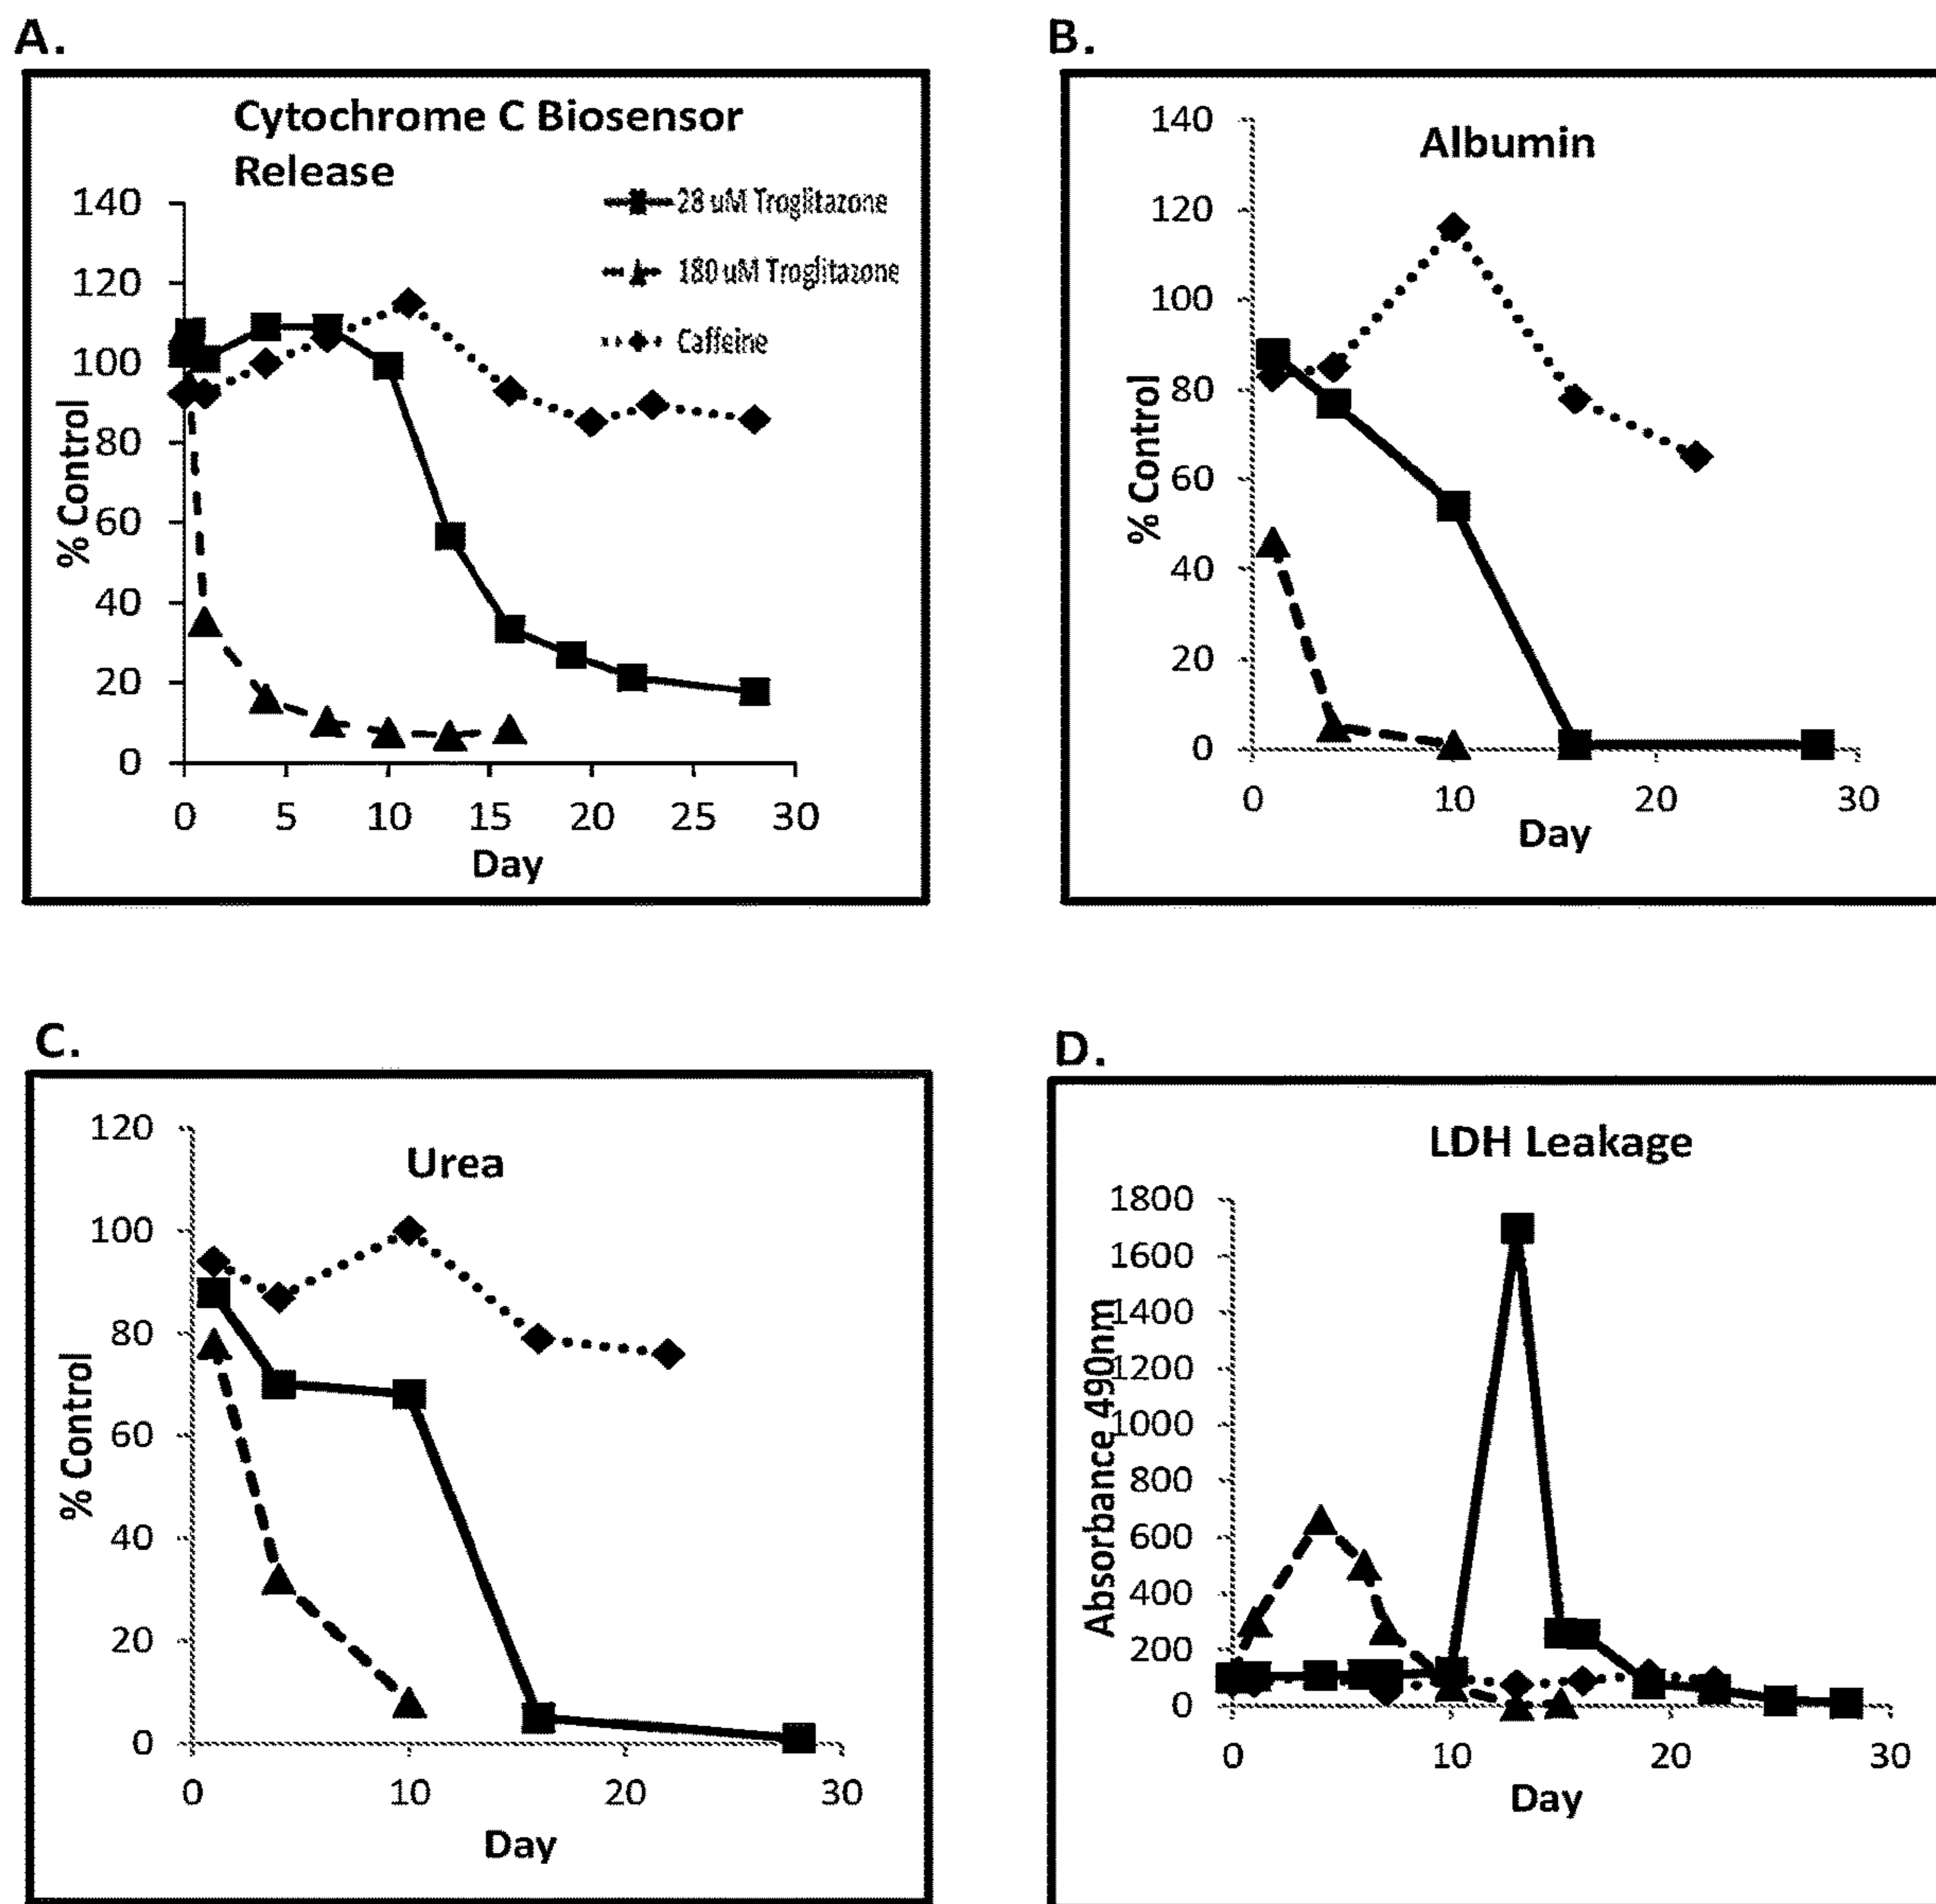 A.
Cytochrome C Biosensor
Release
28 uM Troglitazone
180 uM Troglitazone
Caffeine
% Control
140
120
100
80
60
40
20
0
0 5 10 15 20 25 30
Day
B.
Albumin
% Control
140
120
100
80
60
40
20
0
0 10 20 30
Day
C.
Urea
% Control
120
100
80
60
40
20
0
0 10 20 30
Day
D.
LDH Leakage
Absorbance 490nm
1800
1600
1400
1200
1000
800
600
400
200
0
0 10 20 30
Day